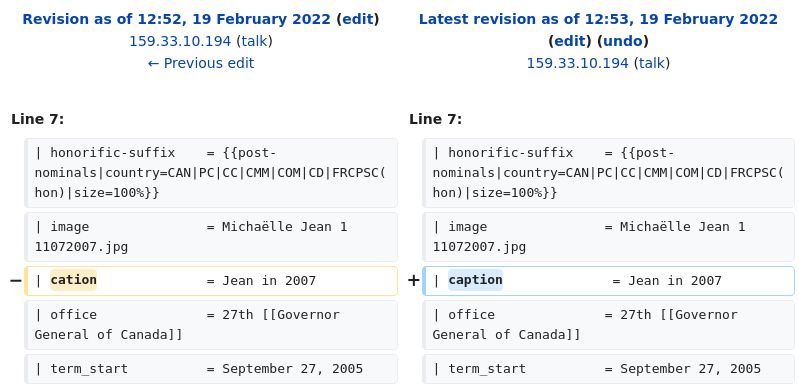 Revision as of 12:52, 19 February 2022 (edit)
159.33.10.194 (talk)
← Previous edit
Latest revision as of 12:53, 19 February 2022
(edit) (undo)
159.33.10.194 (talk)
Line 7:
Line 7:
| honorific-suffix    = {{post-
nominals|country=CAN|PC|CC|CMM|COM|CD|FRCPSC(
hon)|size=100%}}
| honorific-suffix    = {{post-
nominals|country=CAN|PC|CC|CMM|COM|CD|FRCPSC(
hon)|size=100%}}
| image               = Michaëlle Jean 1
11072007.jpg
| image               = Michaëlle Jean 1
11072007.jpg
− | cation              = Jean in 2007
+ | caption              = Jean in 2007
| office              = 27th [[Governor
General of Canada]]
| office              = 27th [[Governor
General of Canada]]
| term_start          = September 27, 2005
| term_start          = September 27, 2005